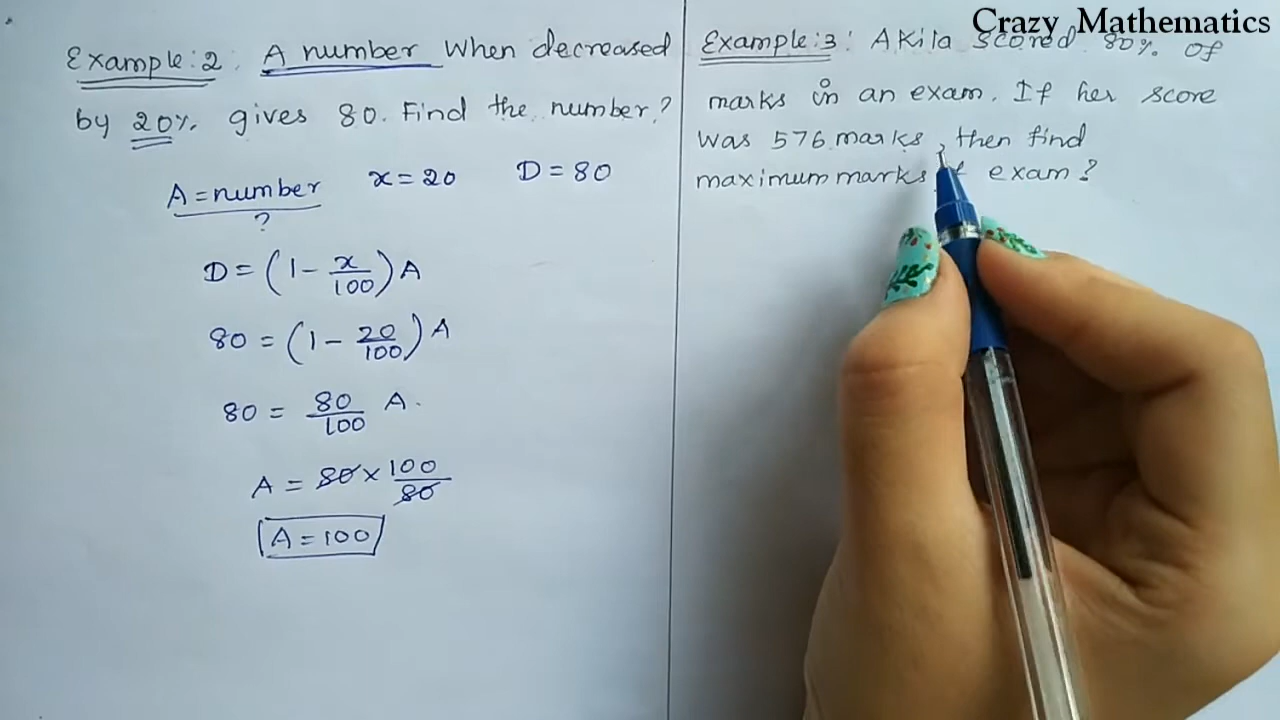 Crazy Mathematics
Example:2: A number when decreased
by 20% gives 80. Find the number?
A = number x = 20 D = 80
?
D = (1 - x/100) A
80 = (1 - 20/100) A
80 = 80/100 A.
A = 80 x 100/80
A = 100
Example:3: Akila scored 80% of
marks in an exam. If her score
was 576 marks, then find
maximum marks exam?